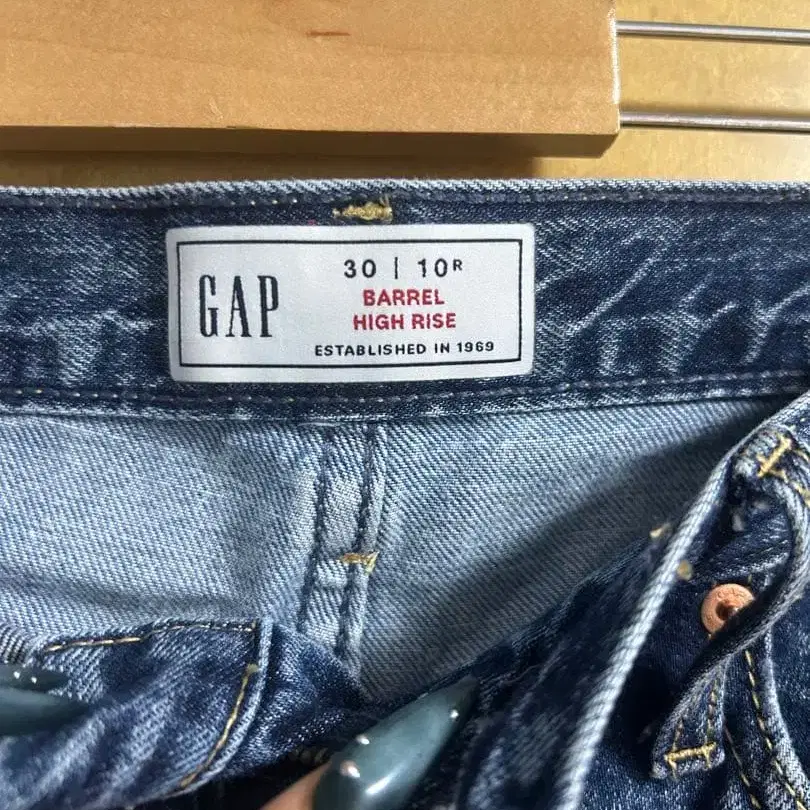 GAP
30 | 10R
BARREL
HIGH RISE
ESTABLISHED IN 1969